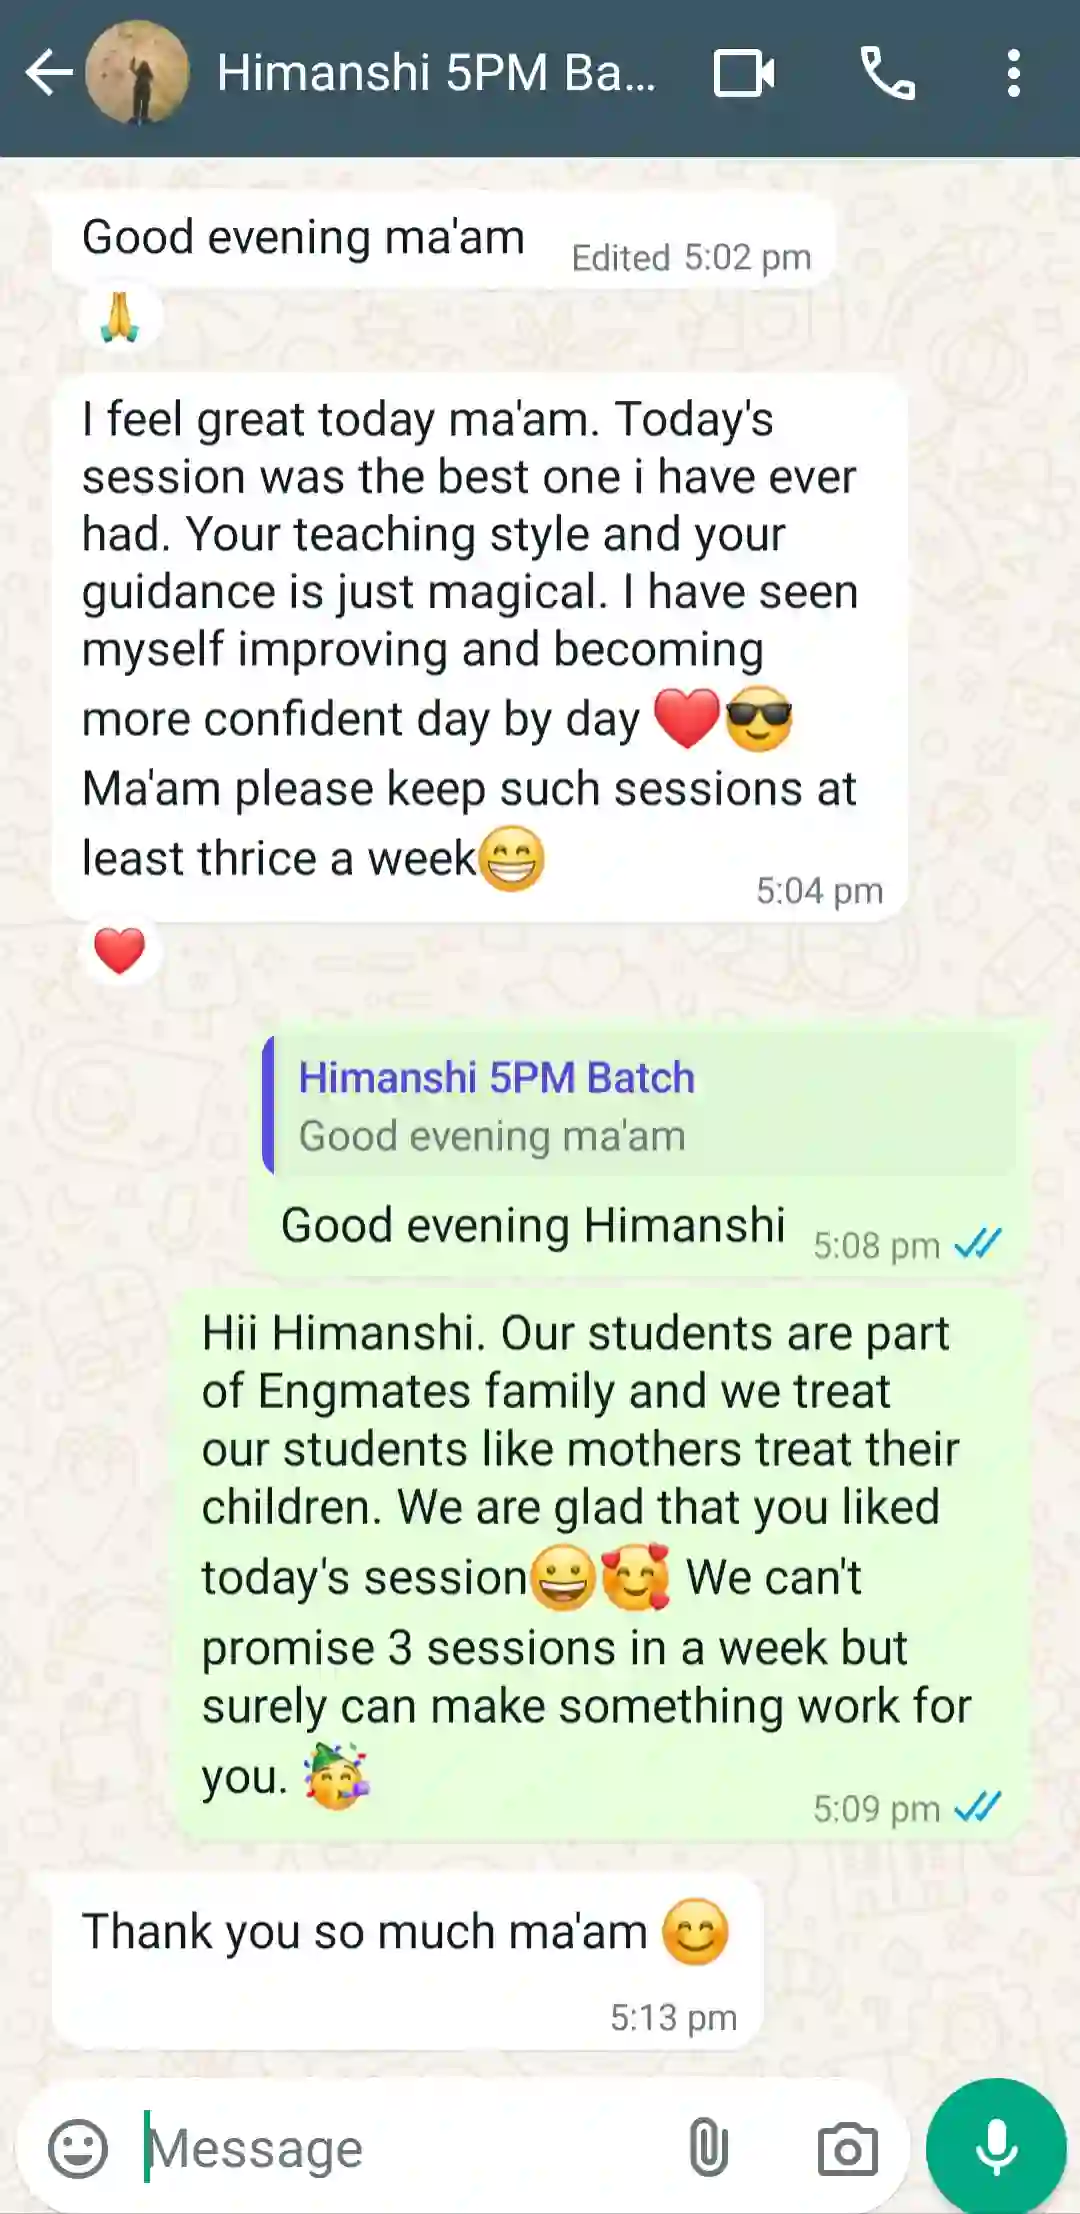 Himanshi 5PM Ba...
Good evening ma'am
Edited 5:02 pm
🙏
I feel great today ma'am. Today's
session was the best one i have ever
had. Your teaching style and your
guidance is just magical. I have seen
myself improving and becoming
more confident day by day ❤️😎
Ma'am please keep such sessions at
least thrice a week😁
5:04 pm
❤️
Himanshi 5PM Batch
Good evening ma'am
Good evening Himanshi
5:08 pm
Hii Himanshi. Our students are part
of Engmates family and we treat
our students like mothers treat their
children. We are glad that you liked
today's session😀🥰 We can't
promise 3 sessions in a week but
surely can make something work for
you. 🥳
5:09 pm
Thank you so much ma'am 😊
5:13 pm
Message